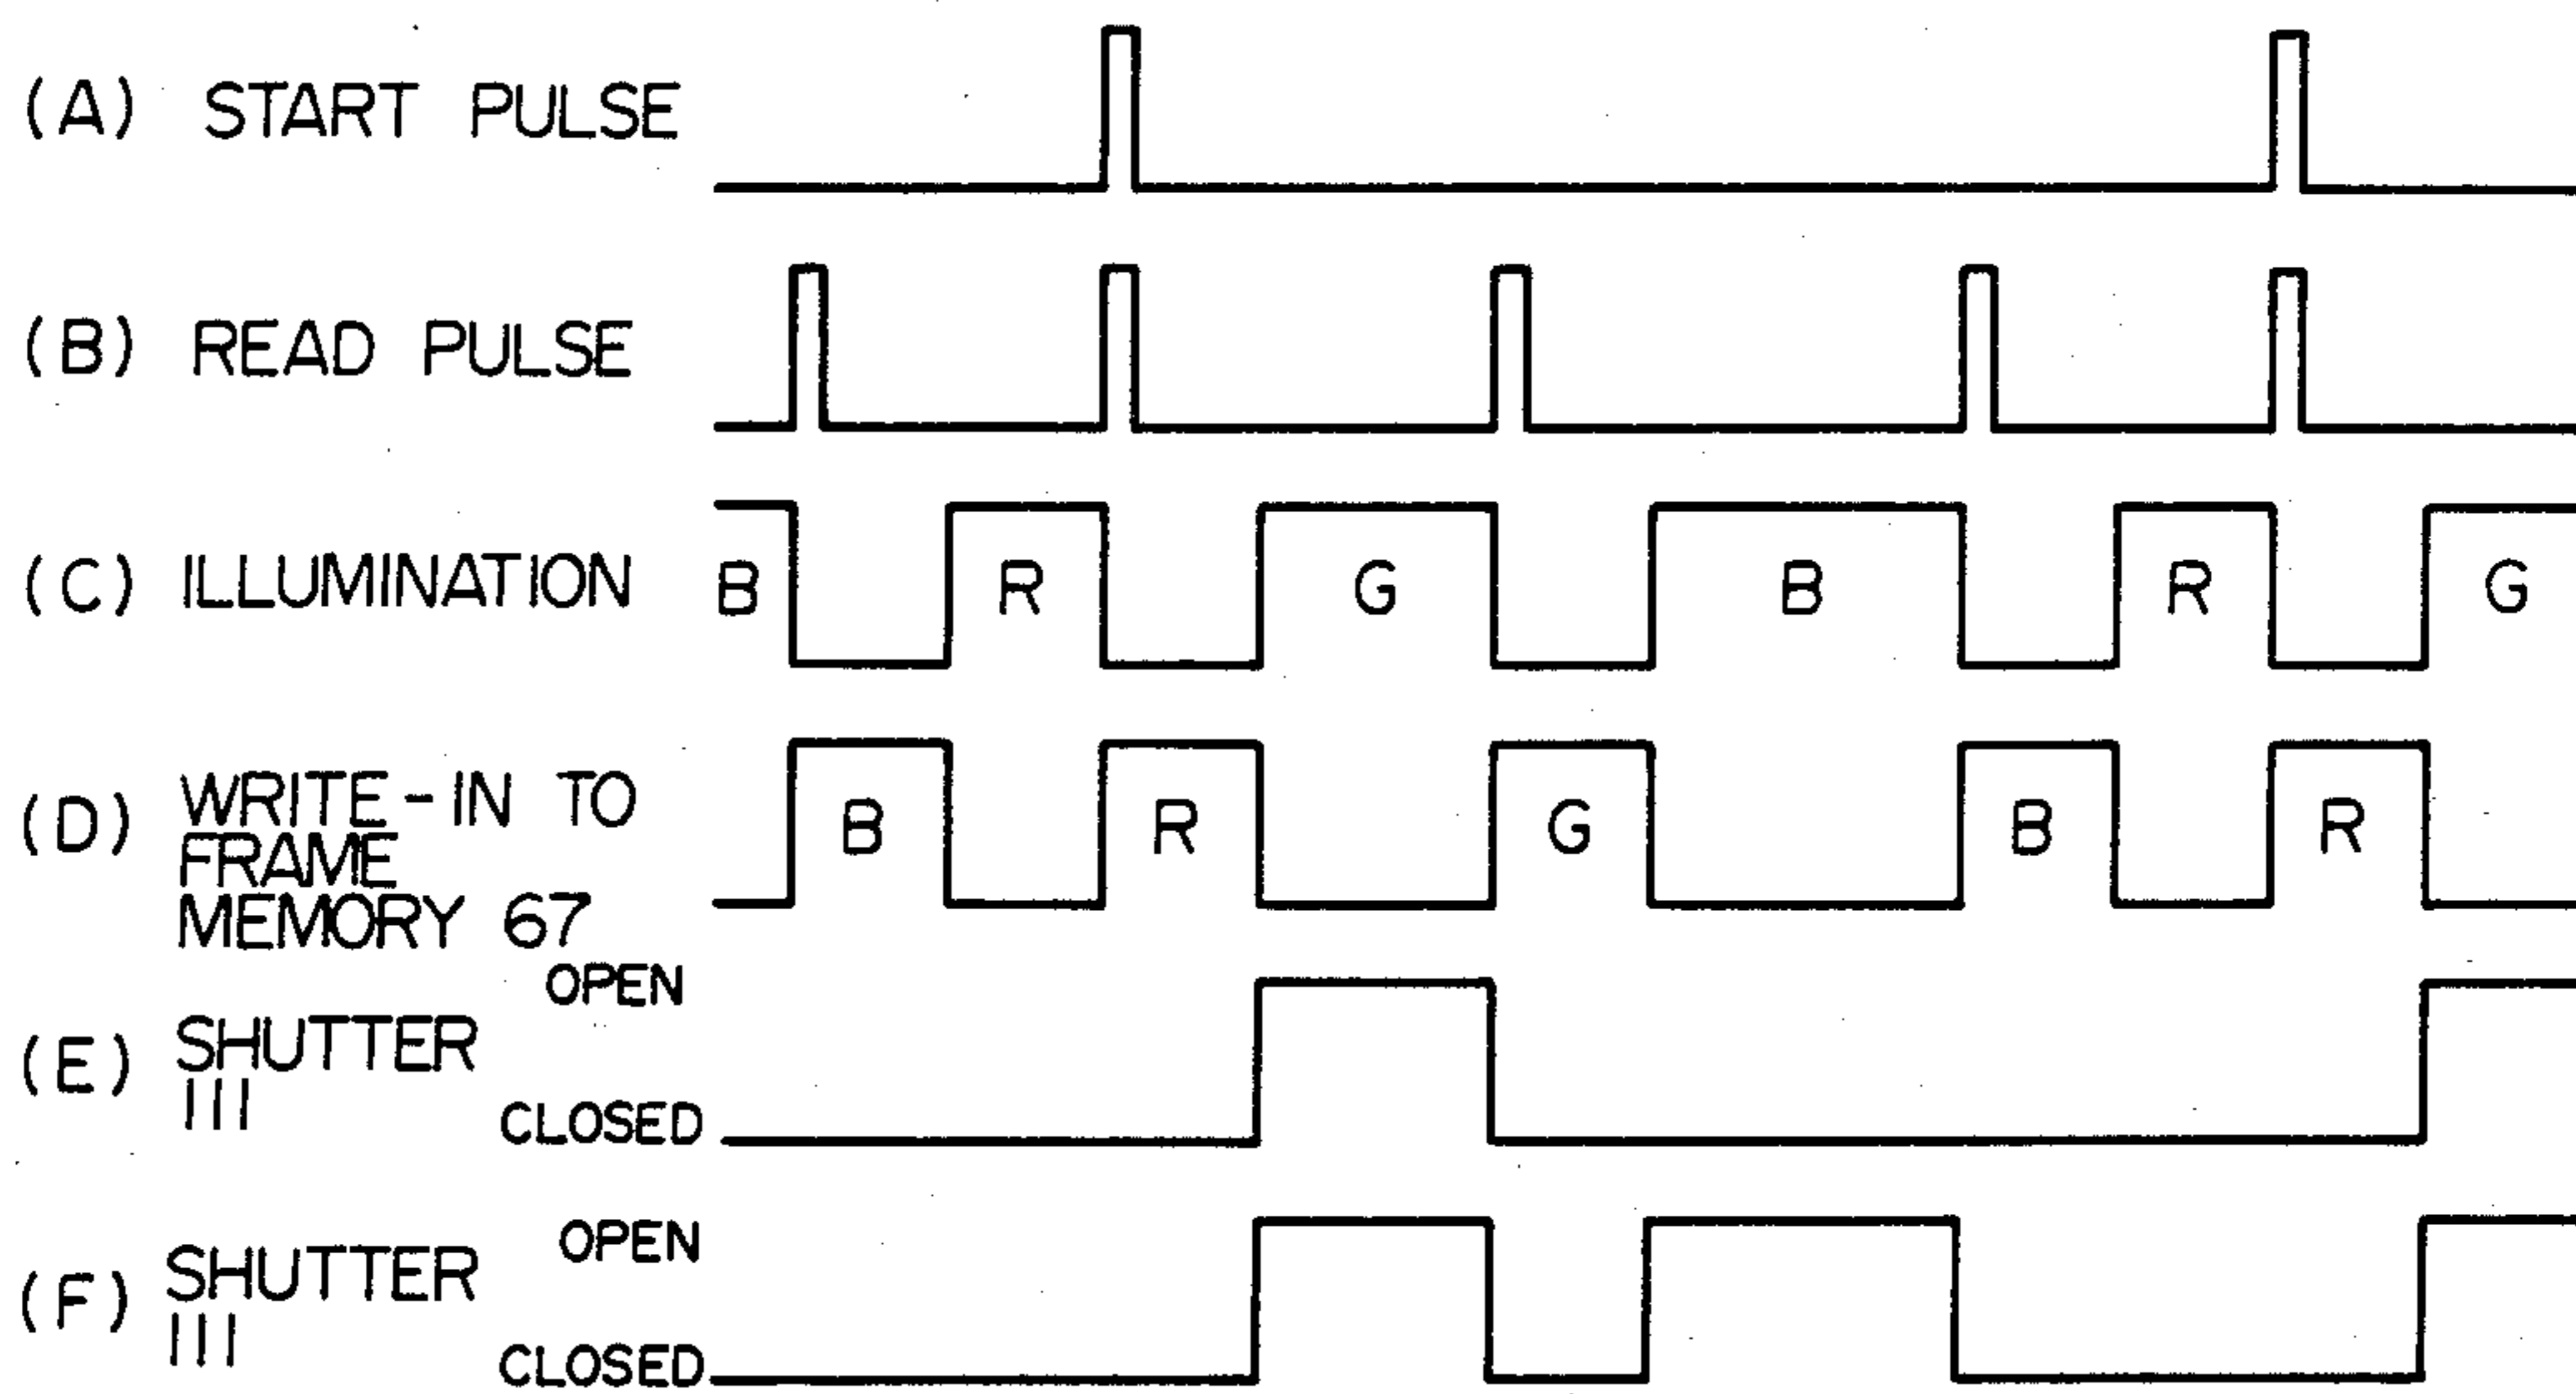 (A) START PULSE
(B) READ PULSE
(C) ILLUMINATION B R G B R G
(D) WRITE-IN TO
FRAME
MEMORY 67
B R G B R
OPEN
(E) SHUTTER
111
CLOSED
OPEN
(F) SHUTTER
111
CLOSED